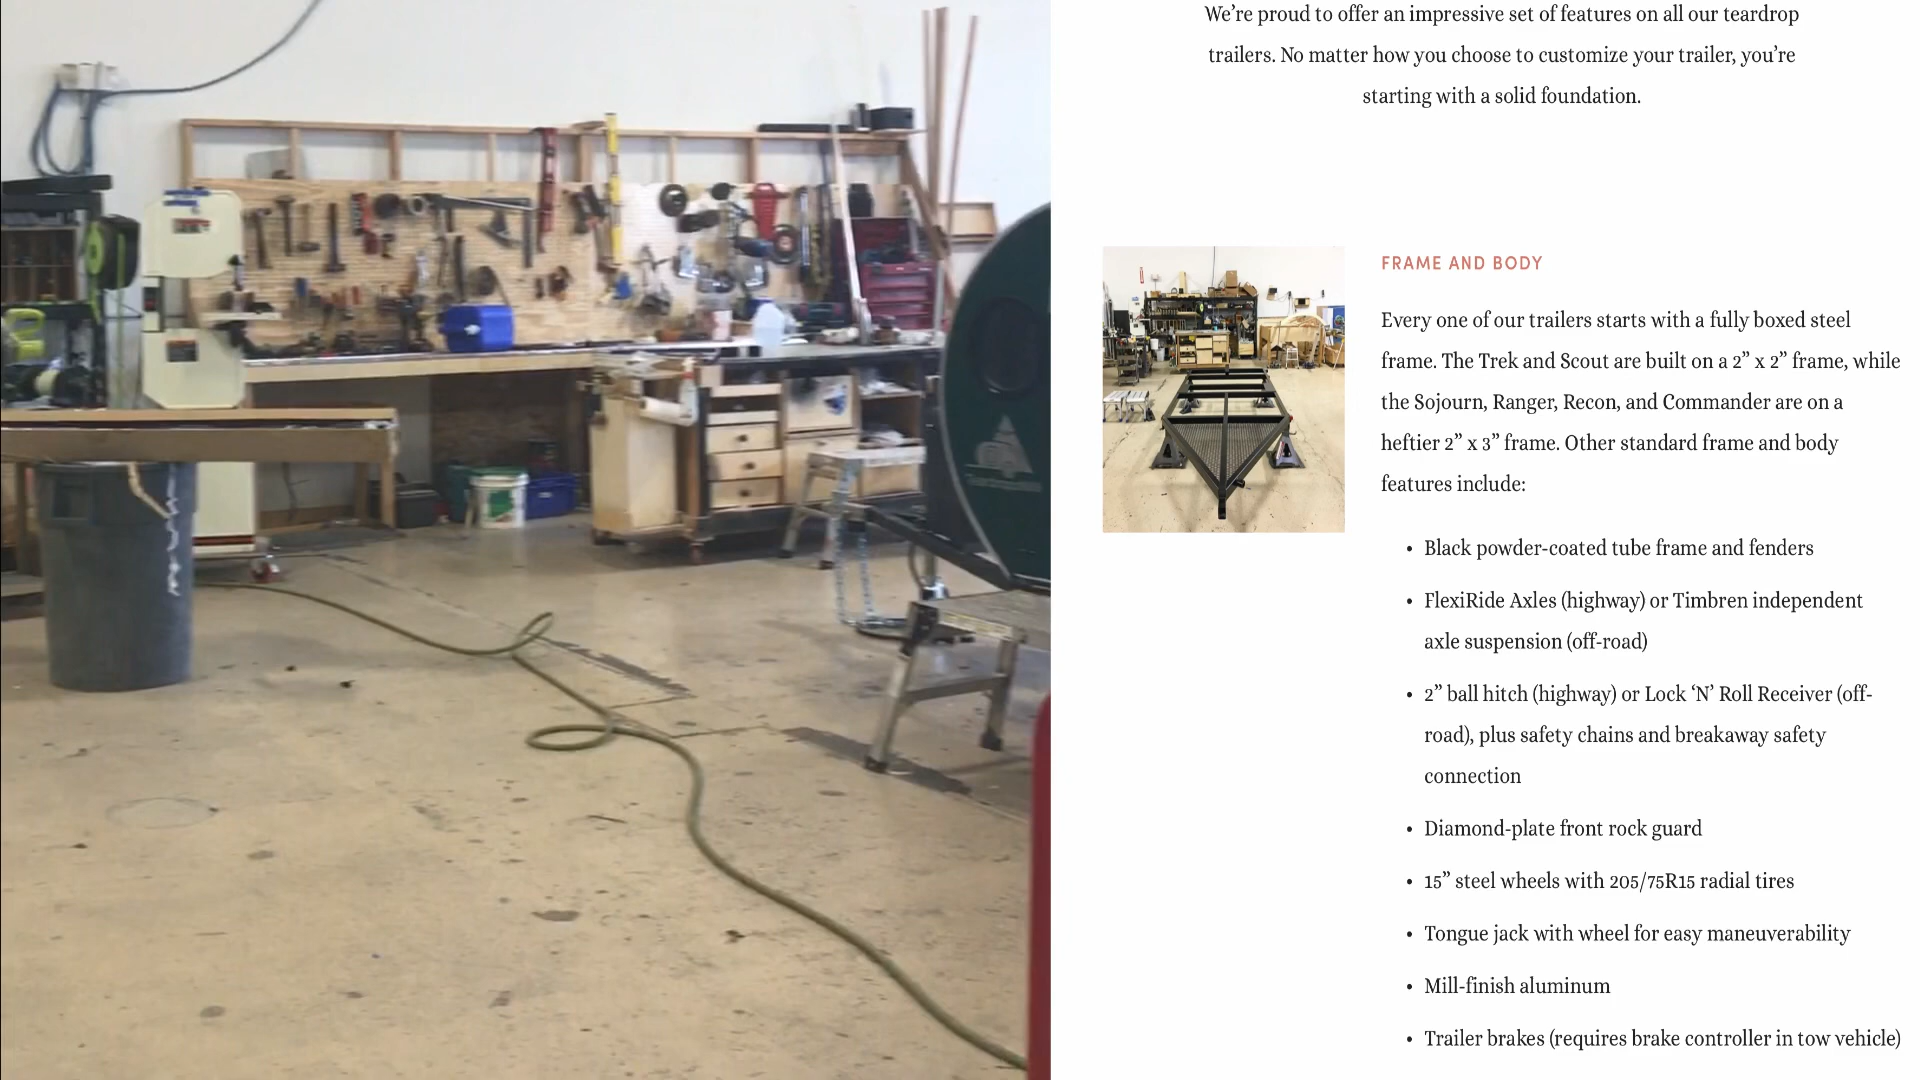 We’re proud to offer an impressive set of features on all our teardrop
trailers. No matter how you choose to customize your trailer, you’re
starting with a solid foundation.
FRAME AND BODY
Every one of our trailers starts with a fully boxed steel
frame. The Trek and Scout are built on a 2” x 2” frame, while
the Sojourn, Ranger, Recon, and Commander are on a
heftier 2” x 3” frame. Other standard frame and body
features include:
• Black powder-coated tube frame and fenders
• FlexiRide Axles (highway) or Timbren independent
axle suspension (off-road)
• 2” ball hitch (highway) or Lock ‘N’ Roll Receiver (off-
road), plus safety chains and breakaway safety
connection
• Diamond-plate front rock guard
• 15” steel wheels with 205/75R15 radial tires
• Tongue jack with wheel for easy maneuverability
• Mill-finish aluminum
• Trailer brakes (requires brake controller in tow vehicle)